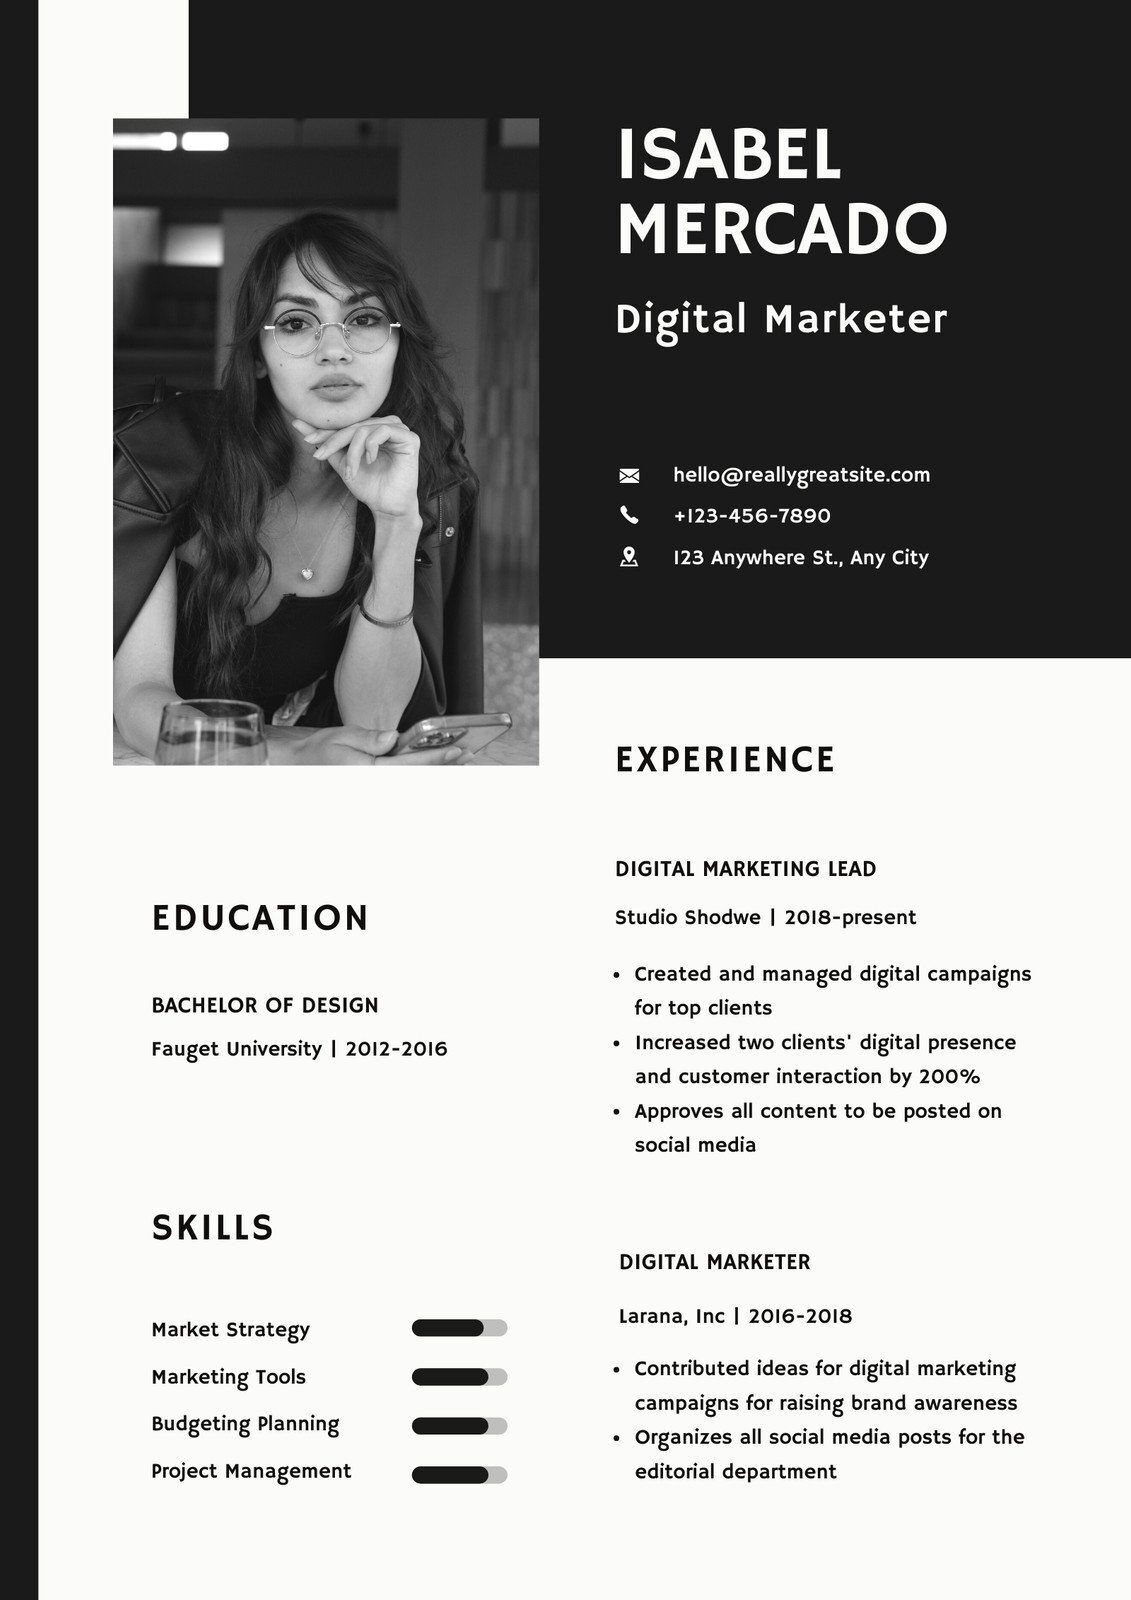 ISABEL
MERCADO
Digital Marketer
hello@reallygreatsite.com
+123-456-7890
123 Anywhere St., Any City
EDUCATION
BACHELOR OF DESIGN
Fauget University | 2012-2016
SKILLS
Market Strategy
Marketing Tools
Budgeting Planning
Project Management
EXPERIENCE
DIGITAL MARKETING LEAD
Studio Shodwe | 2018-present
• Created and managed digital campaigns
for top clients
• Increased two clients' digital presence
and customer interaction by 200%
• Approves all content to be posted on
social media
DIGITAL MARKETER
Larana, Inc | 2016-2018
• Contributed ideas for digital marketing
campaigns for raising brand awareness
• Organizes all social media posts for the
editorial department